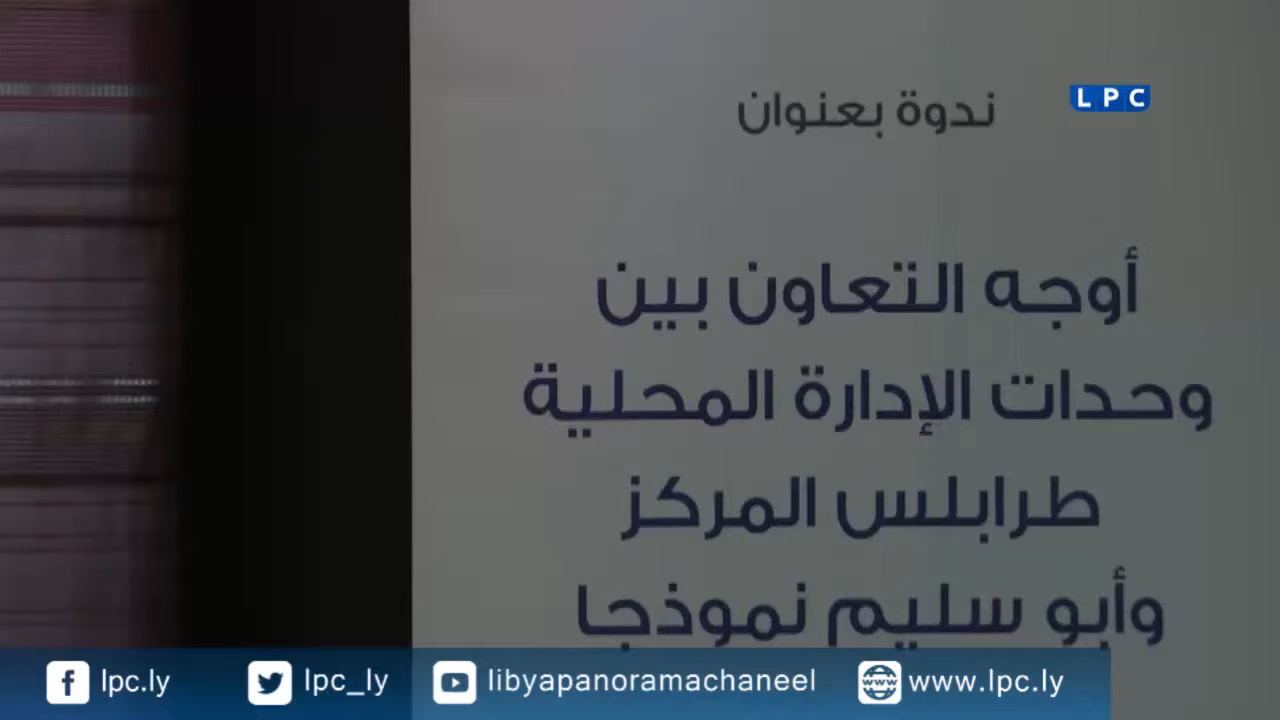 LPC
ندوة بعنوان
أوجه التعاون بين
وحدات الإدارة المحلية
طرابلس المركز
وأبو سليم نموذجا
lpc.ly lpc_ly libyapanoramachaneel www.lpc.ly